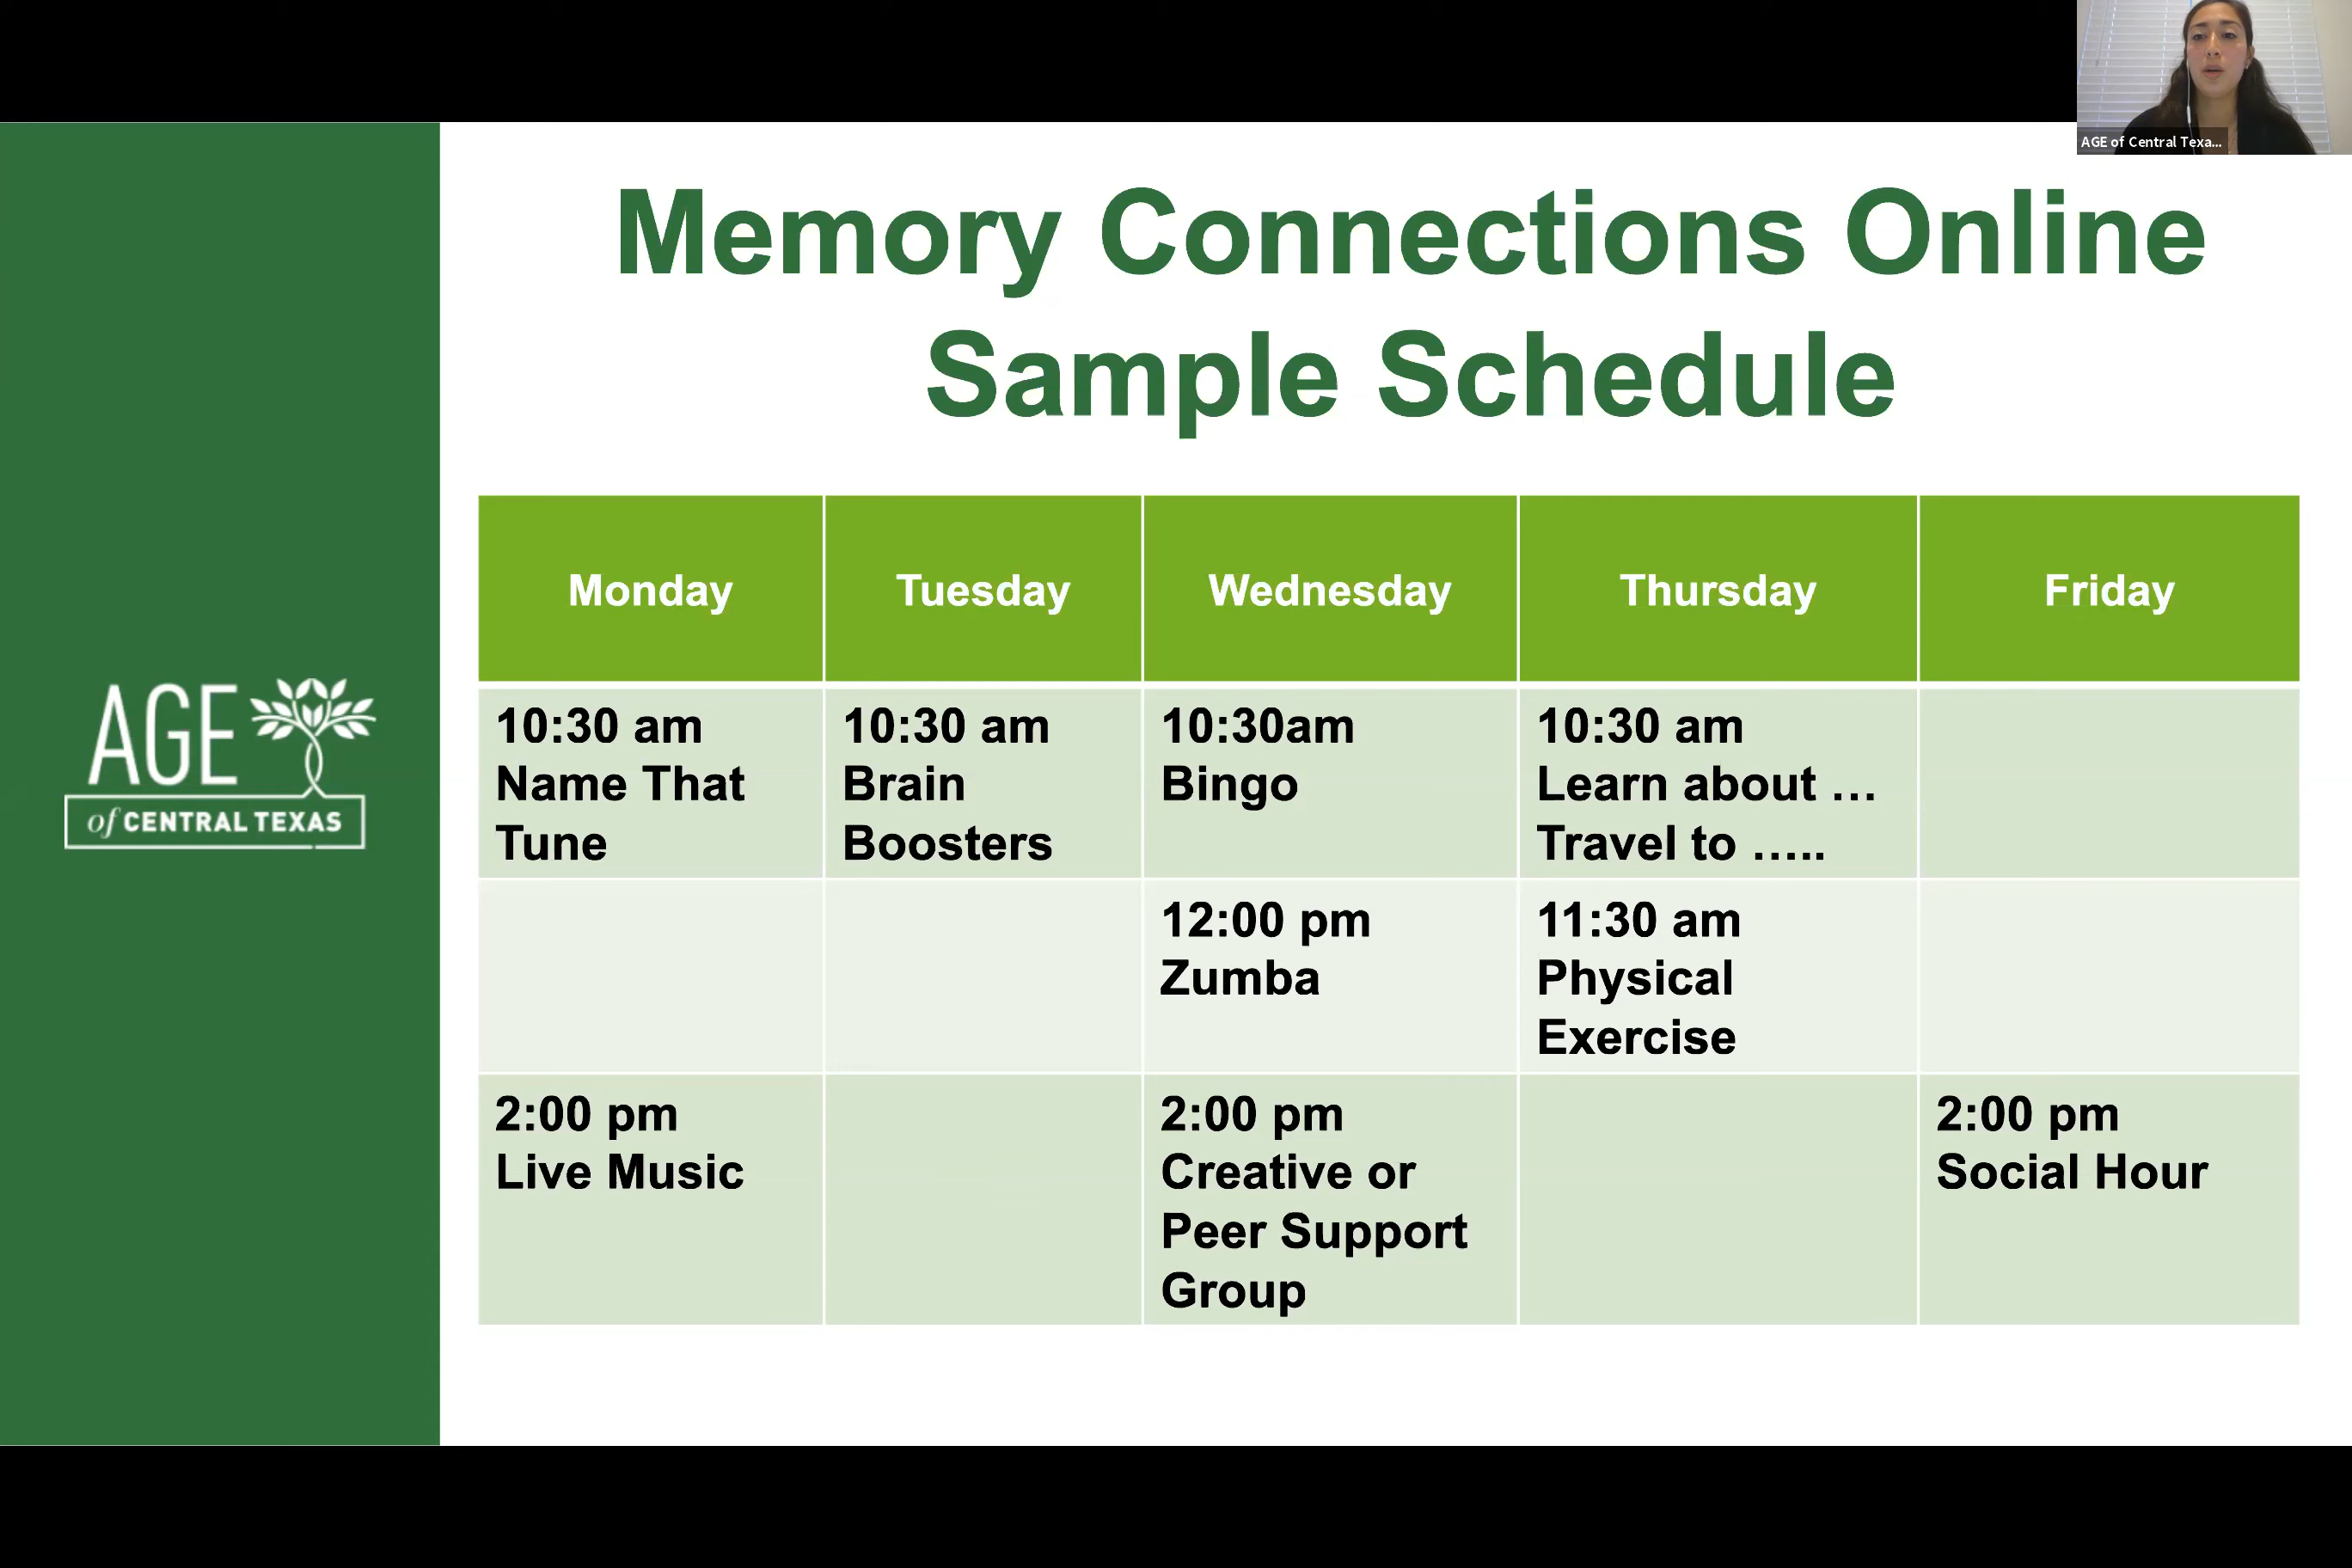 AGE of Central Texa...
Memory Connections Online
Sample Schedule
AGE
of CENTRAL TEXAS
Monday
Tuesday
Wednesday
Thursday
Friday
10:30 am
Name That
Tune
10:30 am
Brain
Boosters
10:30am
Bingo
10:30 am
Learn about …
Travel to …..
12:00 pm
Zumba
11:30 am
Physical
Exercise
2:00 pm
Live Music
2:00 pm
Creative or
Peer Support
Group
2:00 pm
Social Hour